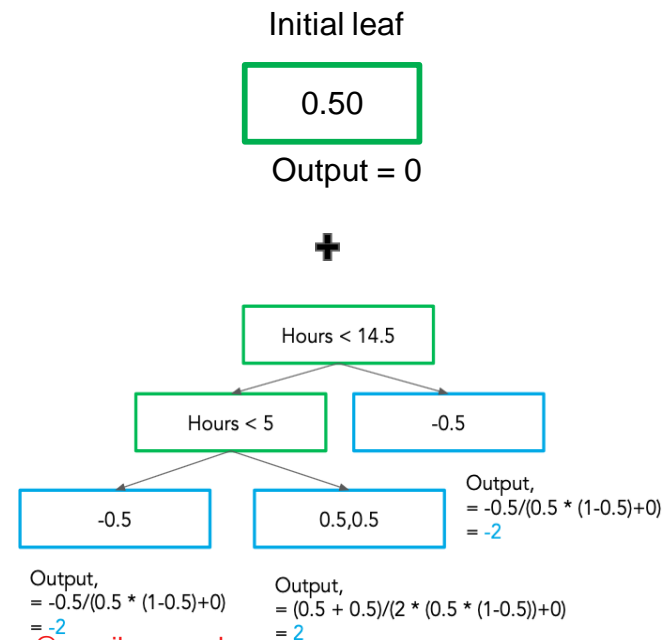 Initial leaf
0.50
Output = 0
Hours < 14.5
Hours < 5
-0.5
-0.5
0.5,0.5
Output,
= -0.5/(0.5 * (1-0.5)+0)
= -2
Output,
= -0.5/(0.5 * (1-0.5)+0)
= -2
Output,
= (0.5 + 0.5)/(2 * (0.5 * (1-0.5))+0)
= 2